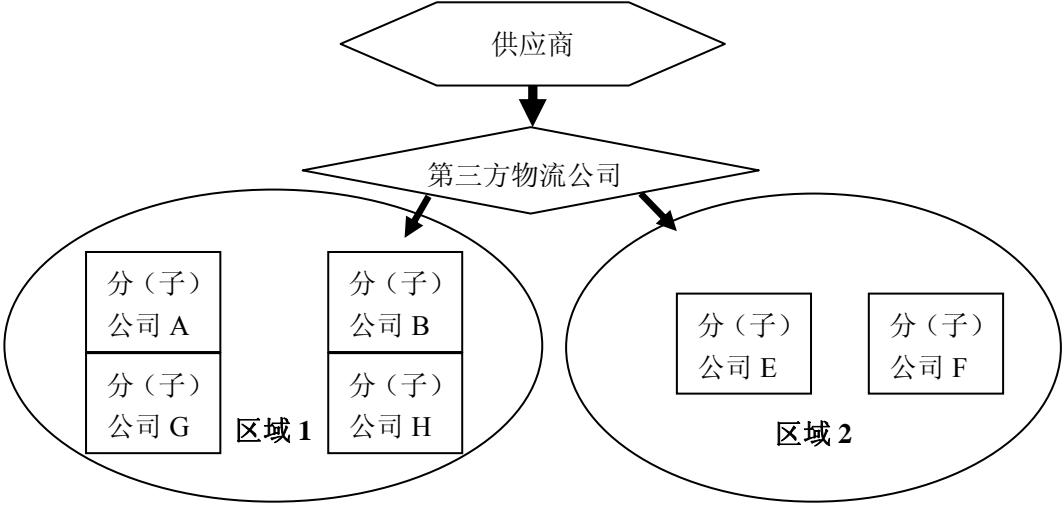 供应商
第三方物流公司
分（子）
公司 A
分（子）
公司 B
分（子）
公司 G
分（子）
公司 H
区域 1
分（子）
公司 E
分（子）
公司 F
区域 2